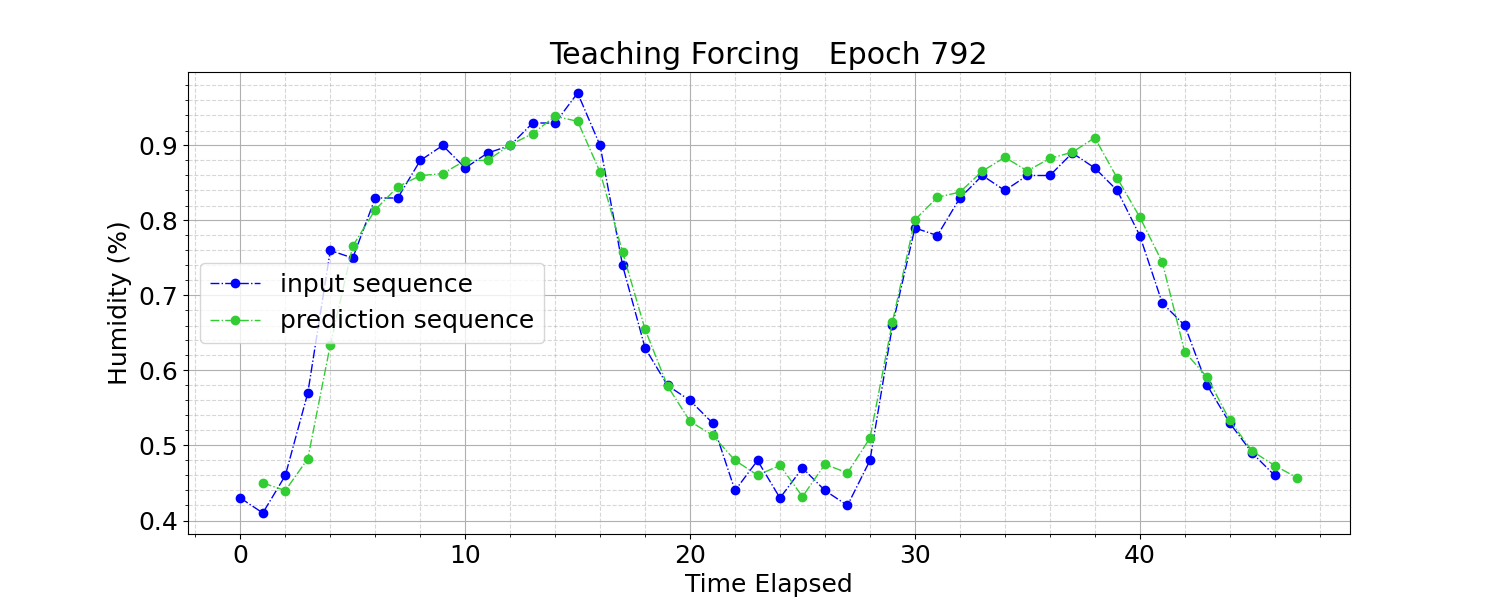 Teaching Forcing   Epoch 792
Humidity (%)
0.9
0.8
0.7
0.6
0.5
0.4
input sequence
prediction sequence
0 10 20 30 40
Time Elapsed